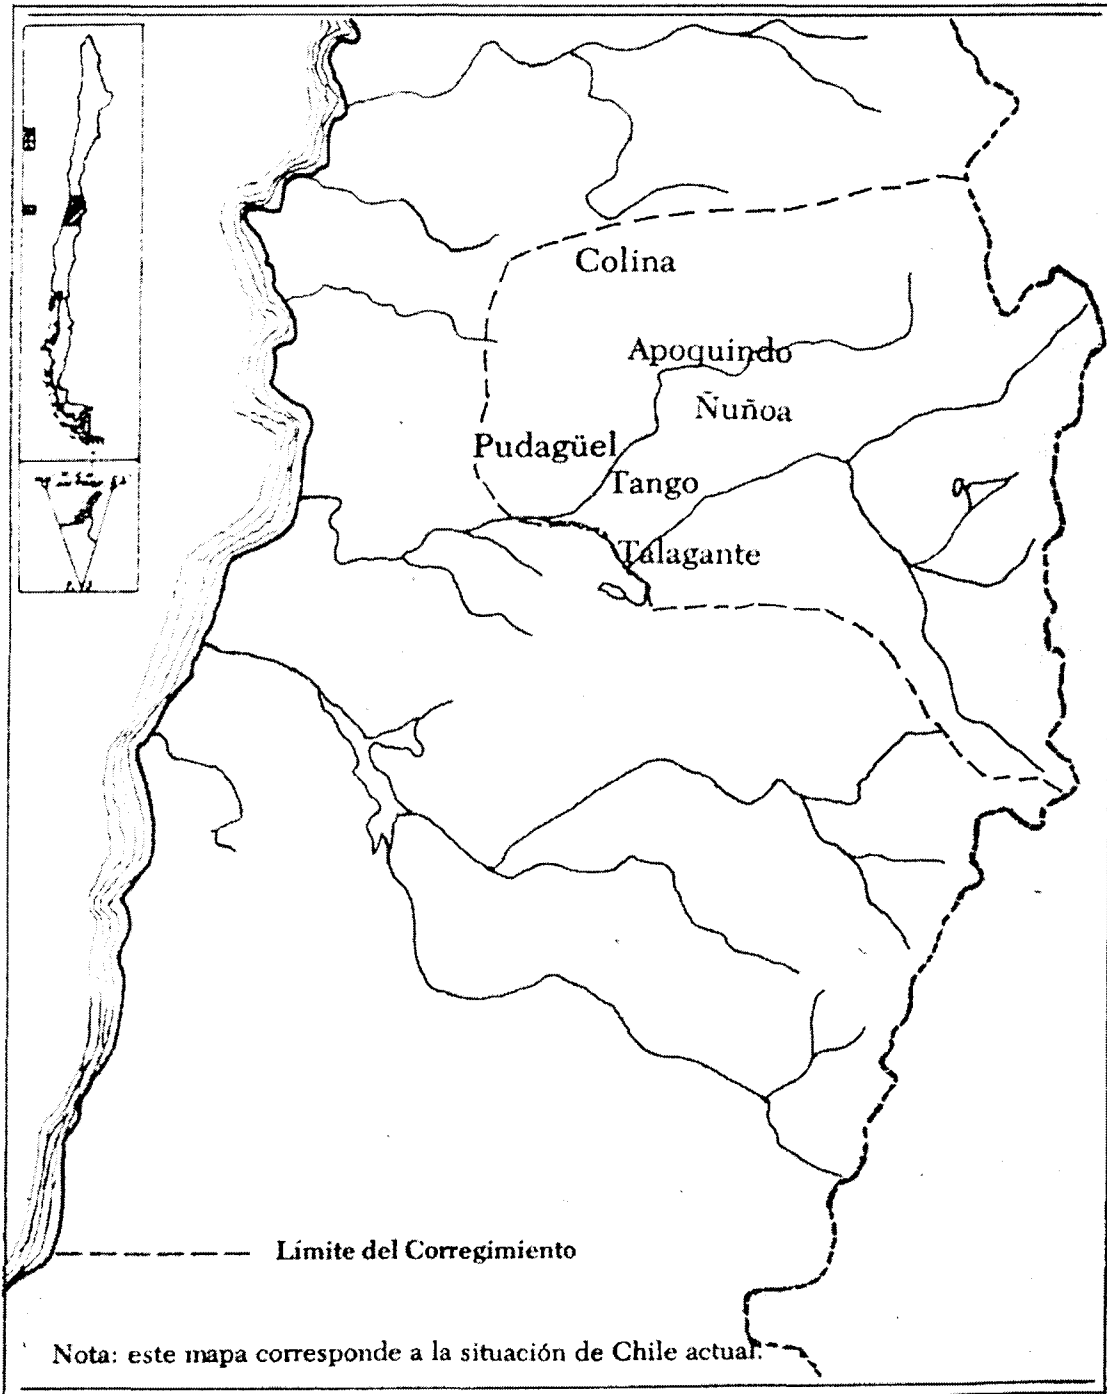 Colina
Apoquindo
Ñuñoa
Pudagüel
Tango
Talagante
Límite del Corregimiento
Nota: este mapa corresponde a la situación de Chile actual.